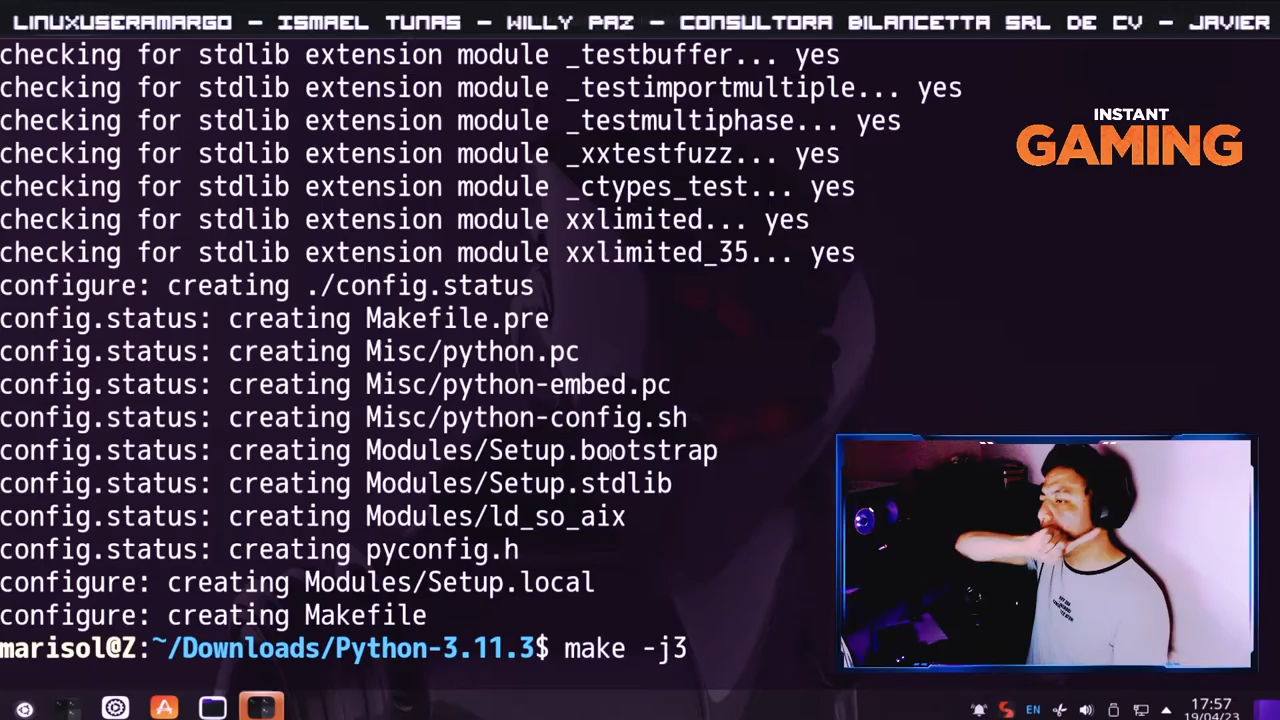 LINUXUSERAMARGO - ISMAEL TUNAS - WILLY PAZ - CONSULTORA BILANCETTA SRL DE CV - JAVIER
checking for stdlib extension module _testbuffer... yes
checking for stdlib extension module _testimportmultiple... yes
checking for stdlib extension module _testmultiphase... yes
checking for stdlib extension module _xxtestfuzz... yes
checking for stdlib extension module _ctypes_test... yes
checking for stdlib extension module xxlimited... yes
checking for stdlib extension module xxlimited_35... yes
configure: creating ./config.status
config.status: creating Makefile.pre
config.status: creating Misc/python.pc
config.status: creating Misc/python-embed.pc
config.status: creating Misc/python-config.sh
config.status: creating Modules/Setup.bootstrap
config.status: creating Modules/Setup.stdlib
config.status: creating Modules/ld_so_aix
config.status: creating pyconfig.h
configure: creating Modules/Setup.local
configure: creating Makefile
marisol@Z:~/Downloads/Python-3.11.3$ make -j3
INSTANT
GAMING
EN
17:57
19/04/23